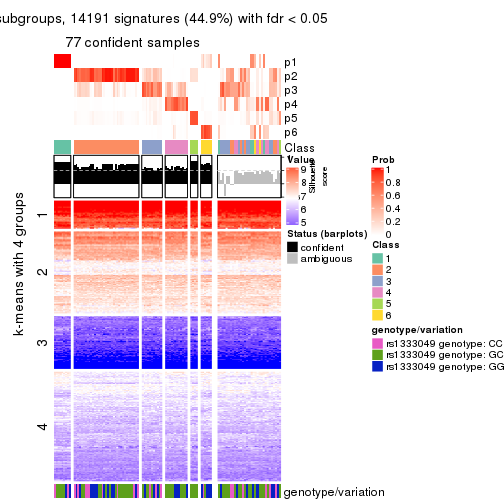 subgroups, 14191 signatures (44.9%) with fdr < 0.05
77 confident samples
p1
p2
p3
p4
p5
p6
Class
Value
9
8
7
6
5
Silhouette
score
Status (barplots)
confident
ambiguous
Prob
1
0.8
0.6
0.4
0.2
0
Class
1
2
3
4
5
6
genotype/variation
rs1333049 genotype: CC
rs1333049 genotype: GC
rs1333049 genotype: GG
k-means with 4 groups
1
2
3
4
genotype/variation